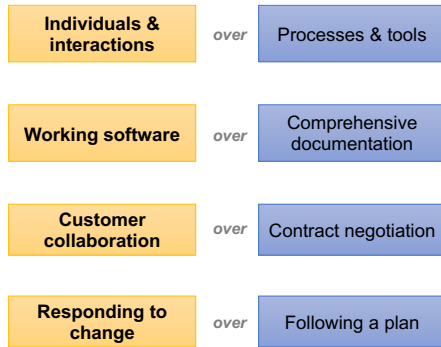 Individuals &
interactions
over
Processes & tools
Working software
over
Comprehensive
documentation
Customer
collaboration
over
Contract negotiation
Responding to
change
over
Following a plan